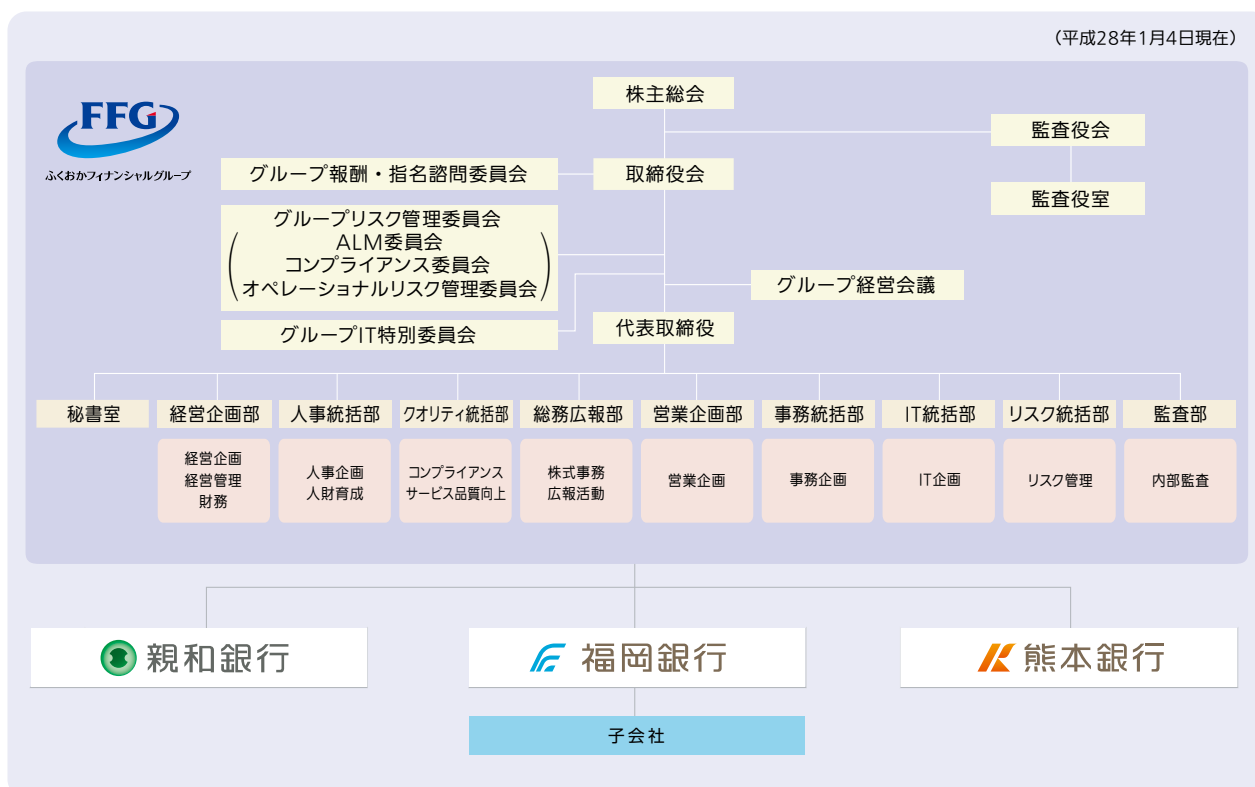 （平成28年1月4日現在）
FFG
ふくおかフィナンシャルグループ
株主総会
監査役会
監査役室
グループ報酬・指名諮問委員会
取締役会
グループリスク管理委員会
ALM委員会
コンプライアンス委員会
オペレーショナルリスク管理委員会
グループ経営会議
グループIT特別委員会
代表取締役
秘書室
経営企画部
人事統括部
クオリティ統括部
総務広報部
営業企画部
事務統括部
IT統括部
リスク統括部
監査部
経営企画
経営管理
財務
人事企画
人財育成
コンプライアンス
サービス品質向上
株式事務
広報活動
営業企画
事務企画
IT企画
リスク管理
内部監査
親和銀行
福岡銀行
熊本銀行
子会社